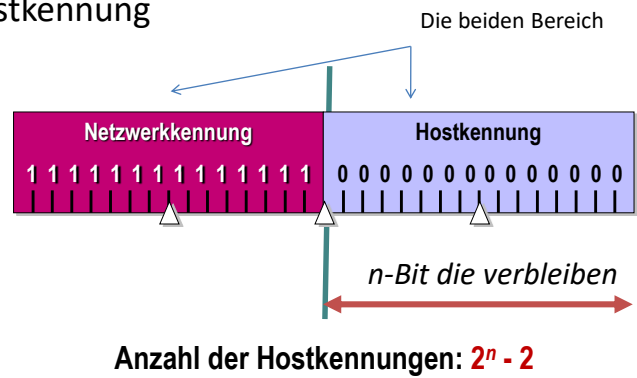 stkennung
Die beiden Bereich
Netzwerkkennung Hostkennung
1 1 1 1 1 1 1 1 1 1 1 1 1 1 1 0 0 0 0 0 0 0 0 0 0 0 0 0 0 0
n-Bit die verbleiben
Anzahl der Hostkennungen: 2ⁿ - 2